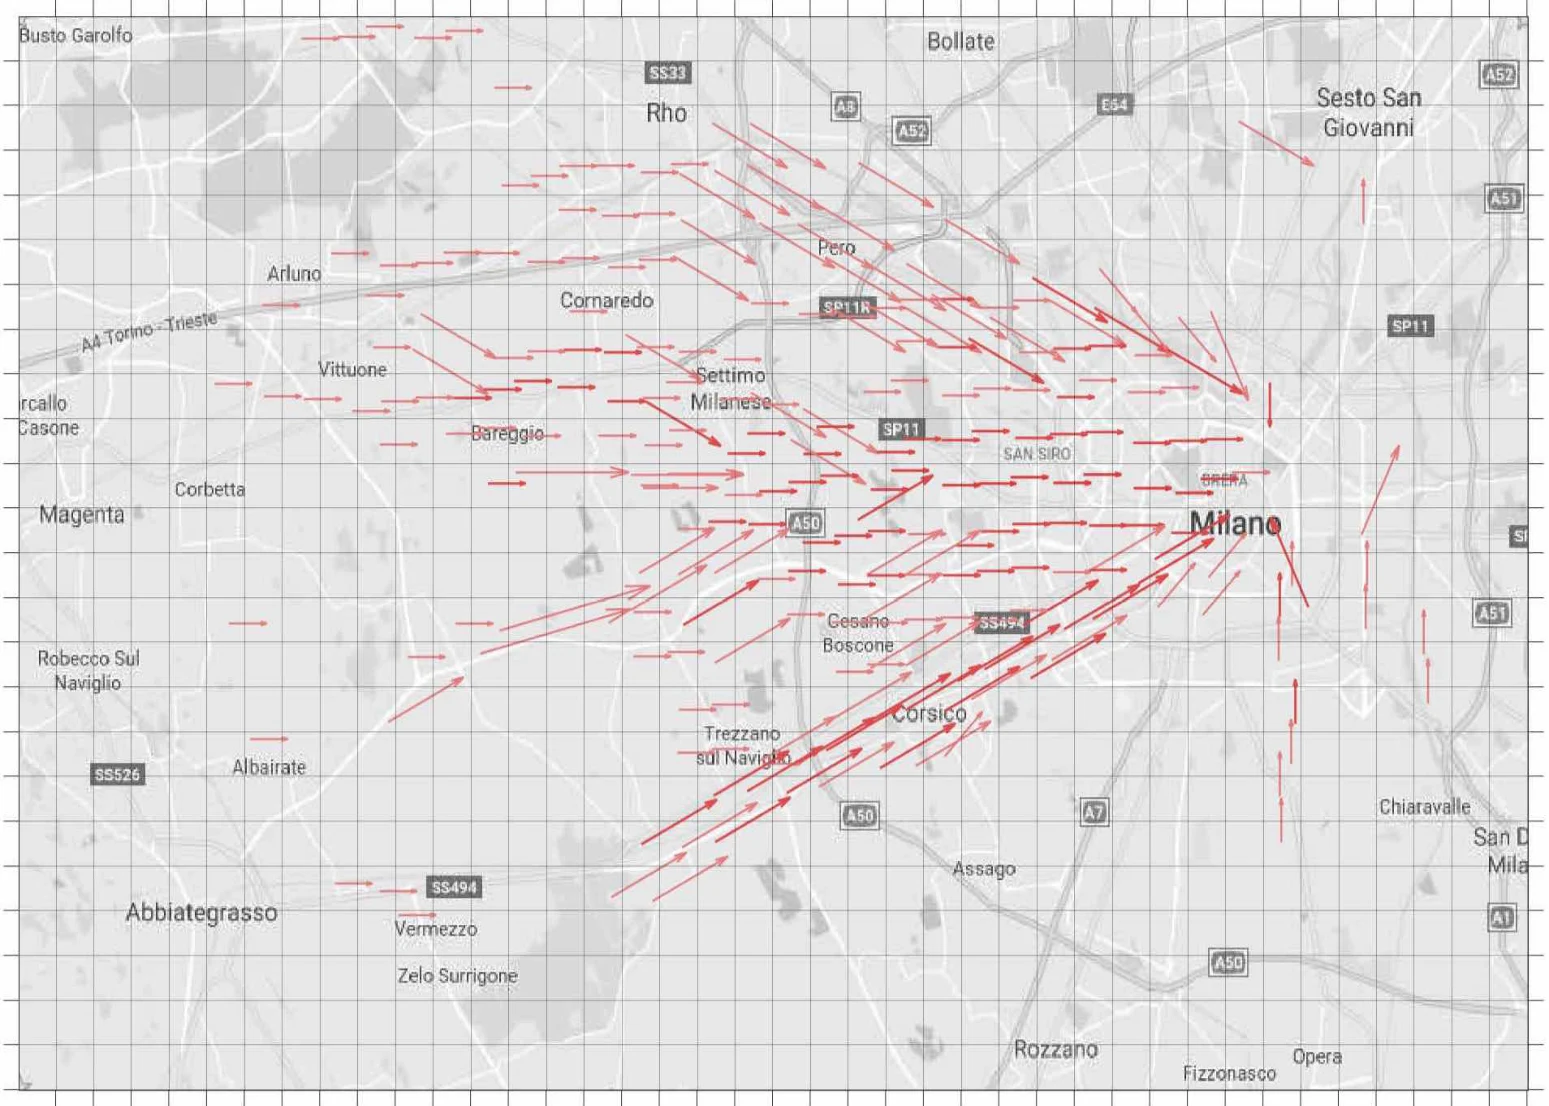 Busto Garolfo
Bollate
SS33
A52
Rho
A8
E64
Sesto San
Giovanni
A52
A51
Pero
Arluno
Cornaredo
SP11R
A4 Torino - Trieste
SP11
Vittuone
Settimo
Milanese
rcallo
Casone
Bareggio
SP11
SAN SIRO
Corbetta
BRERA
Magenta
A50
Milano
Cesano
Boscone
SS494
A51
Robecco Sul
Naviglio
Corsico
Trezzano
sul Naviglio
Albairate
SS526
A50
A7
Chiaravalle
San D
Mila
Assago
SS494
Abbiategrasso
Vermezzo
A1
A50
Zelo Surrigone
Rozzano
Opera
Fizzonasco